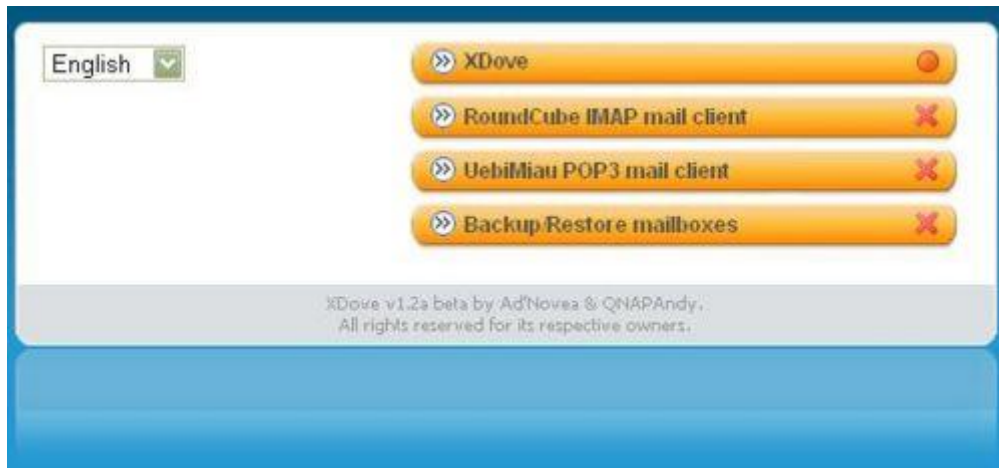 English
XDove
RoundCube IMAP mail client
UebiMiau POP3 mail client
Backup/Restore mailboxes
XDove v1.2a beta by Ad'Novea & QNAPAndy.
All rights reserved for its respective owners.